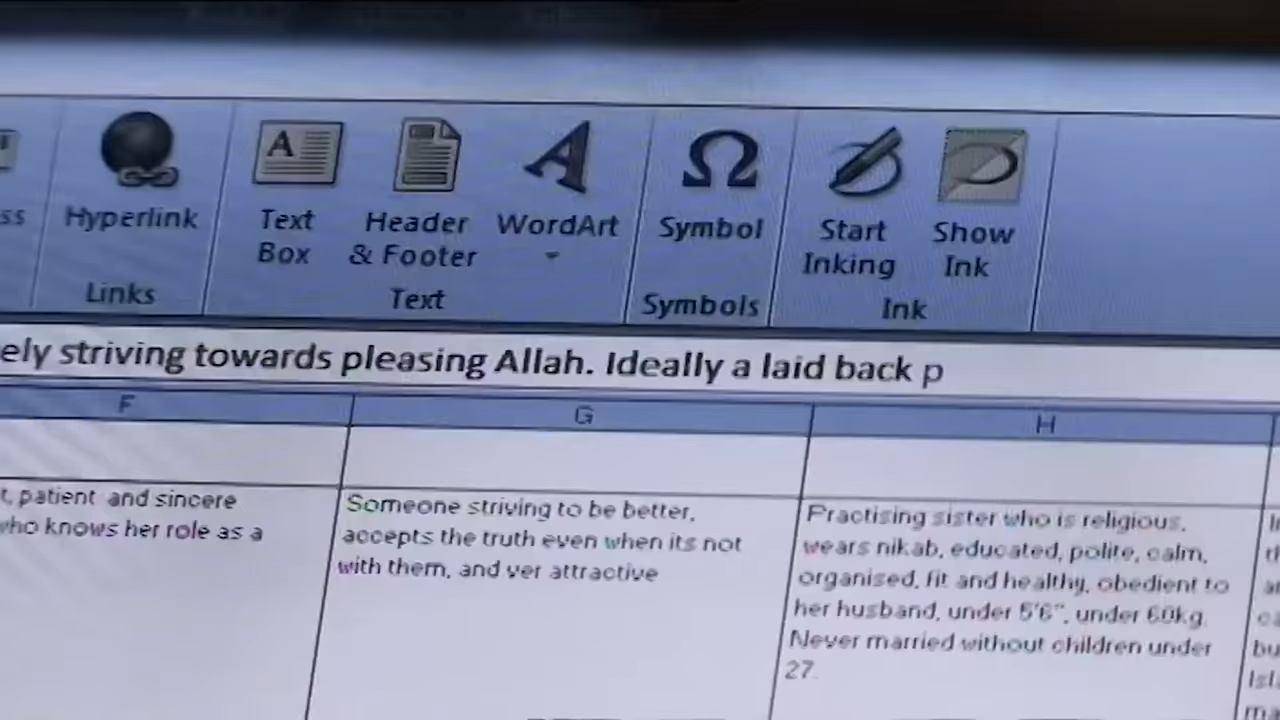 ss
Hyperlink
Links
Text
Box
Header
& Footer
WordArt
Text
Symbol
Symbols
Start
Inking
Show
Ink
Ink
ely striving towards pleasing Allah. Ideally a laid back p
F
G
H
t, patient and sincere
who knows her role as a
Someone striving to be better,
accepts the truth even when its not
with them, and ver attractive
Practising sister who is religious,
wears nikab, educated, polite, calm,
organised, fit and healthy, obedient to
her husband, under 5'6", under 60kg.
Never married without children under
27.